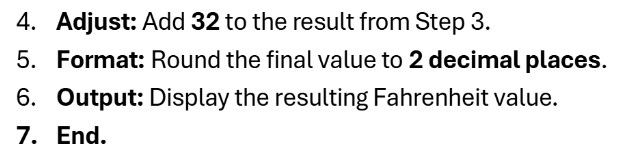 4. Adjust: Add 32 to the result from Step 3.
5. Format: Round the final value to 2 decimal places.
6. Output: Display the resulting Fahrenheit value.
7. End.